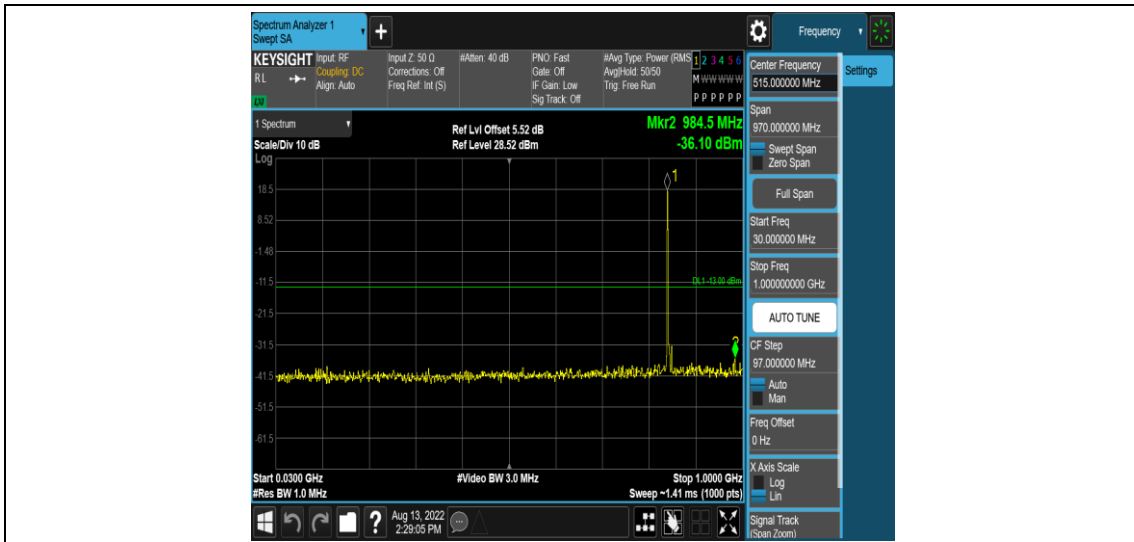 Spectrum Analyzer 1
Swept SA
+
Frequency
KEYSIGHT
RL
LM
Input: RF
Coupling: DC
Align: Auto
Input Z: 50 Ω
Corrections: Off
Freq Ref: Int (S)
#Atten: 40 dB
PNO: Fast
Gate: Off
IF Gain: Low
Sig Track: Off
#Avg Type: Power (RMS
Avg|Hold: 50/50
Trig: Free Run
1 2 3 4 5 6
M W W W W W
P P P P P P
1 Spectrum
Scale/Div 10 dB
Ref Lvl Offset 5.52 dB
Ref Level 28.52 dBm
Mkr2 984.5 MHz
-36.10 dBm
Log
18.5
8.52
-1.48
-11.5
-21.5
-31.5
-41.5
-51.5
-61.5
1
DL1 -13.00 dBm
2
Start 0.0300 GHz
#Res BW 1.0 MHz
#Video BW 3.0 MHz
Stop 1.0000 GHz
Sweep ~1.41 ms (1000 pts)
?
Aug 13, 2022
2:29:05 PM
Center Frequency
515.000000 MHz
Settings
Span
970.000000 MHz
Swept Span
Zero Span
Full Span
Start Freq
30.000000 MHz
Stop Freq
1.000000000 GHz
AUTO TUNE
CF Step
97.000000 MHz
Auto
Man
Freq Offset
0 Hz
X Axis Scale
Log
Lin
Signal Track
(Span Zoom)